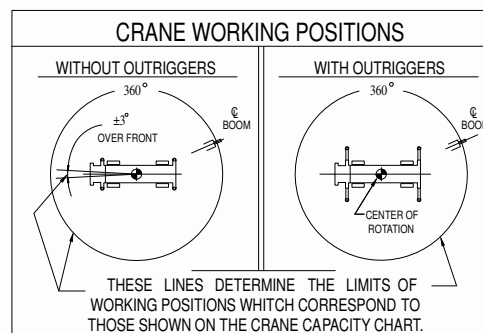 CRANE WORKING POSITIONS
WITHOUT OUTRIGGERS
360°
±3°
OVER FRONT
℄
BOOM
WITH OUTRIGGERS
360°
℄
BOOM
CENTER OF
ROTATION
THESE LINES DETERMINE THE LIMITS OF
WORKING POSITIONS WHITCH CORRESPOND TO
THOSE SHOWN ON THE CRANE CAPACITY CHART.